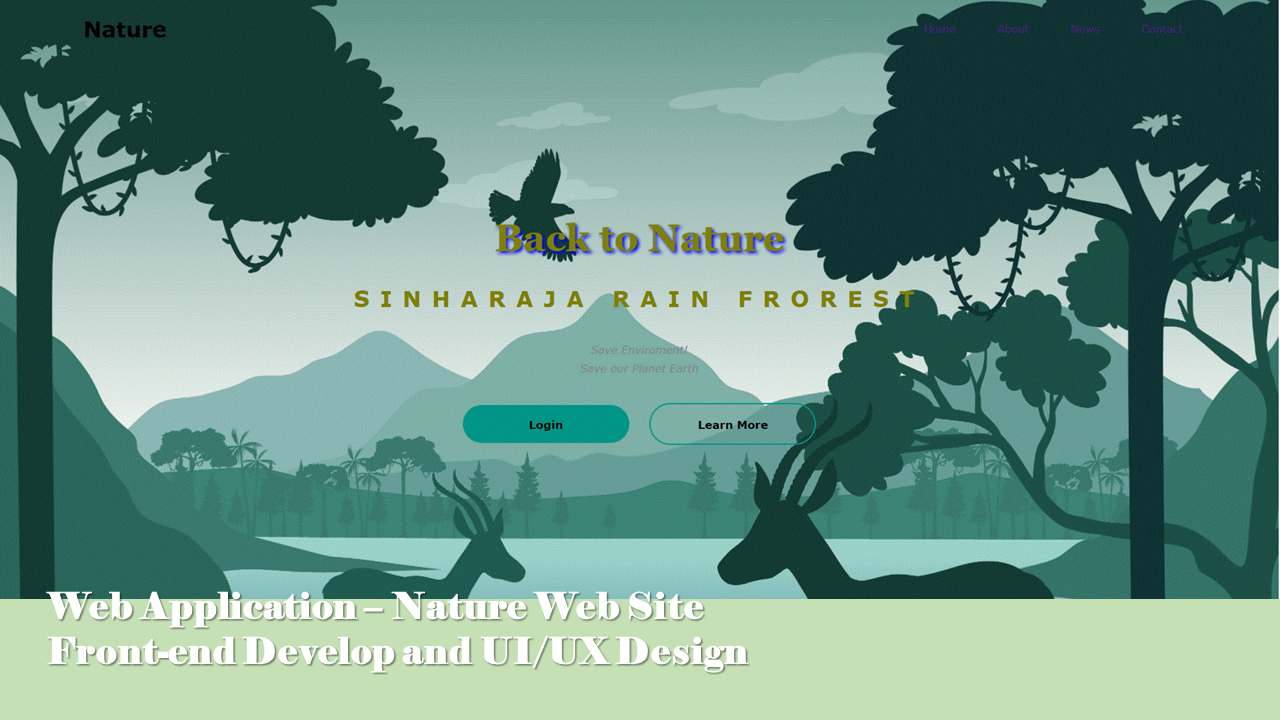 Nature
Home About News Contact
Back to Nature
SINHARAJA RAIN FROREST
Save Enviroment!
Save our Planet Earth
Login Learn More
Web Application – Nature Web Site
Front-end Develop and UI/UX Design